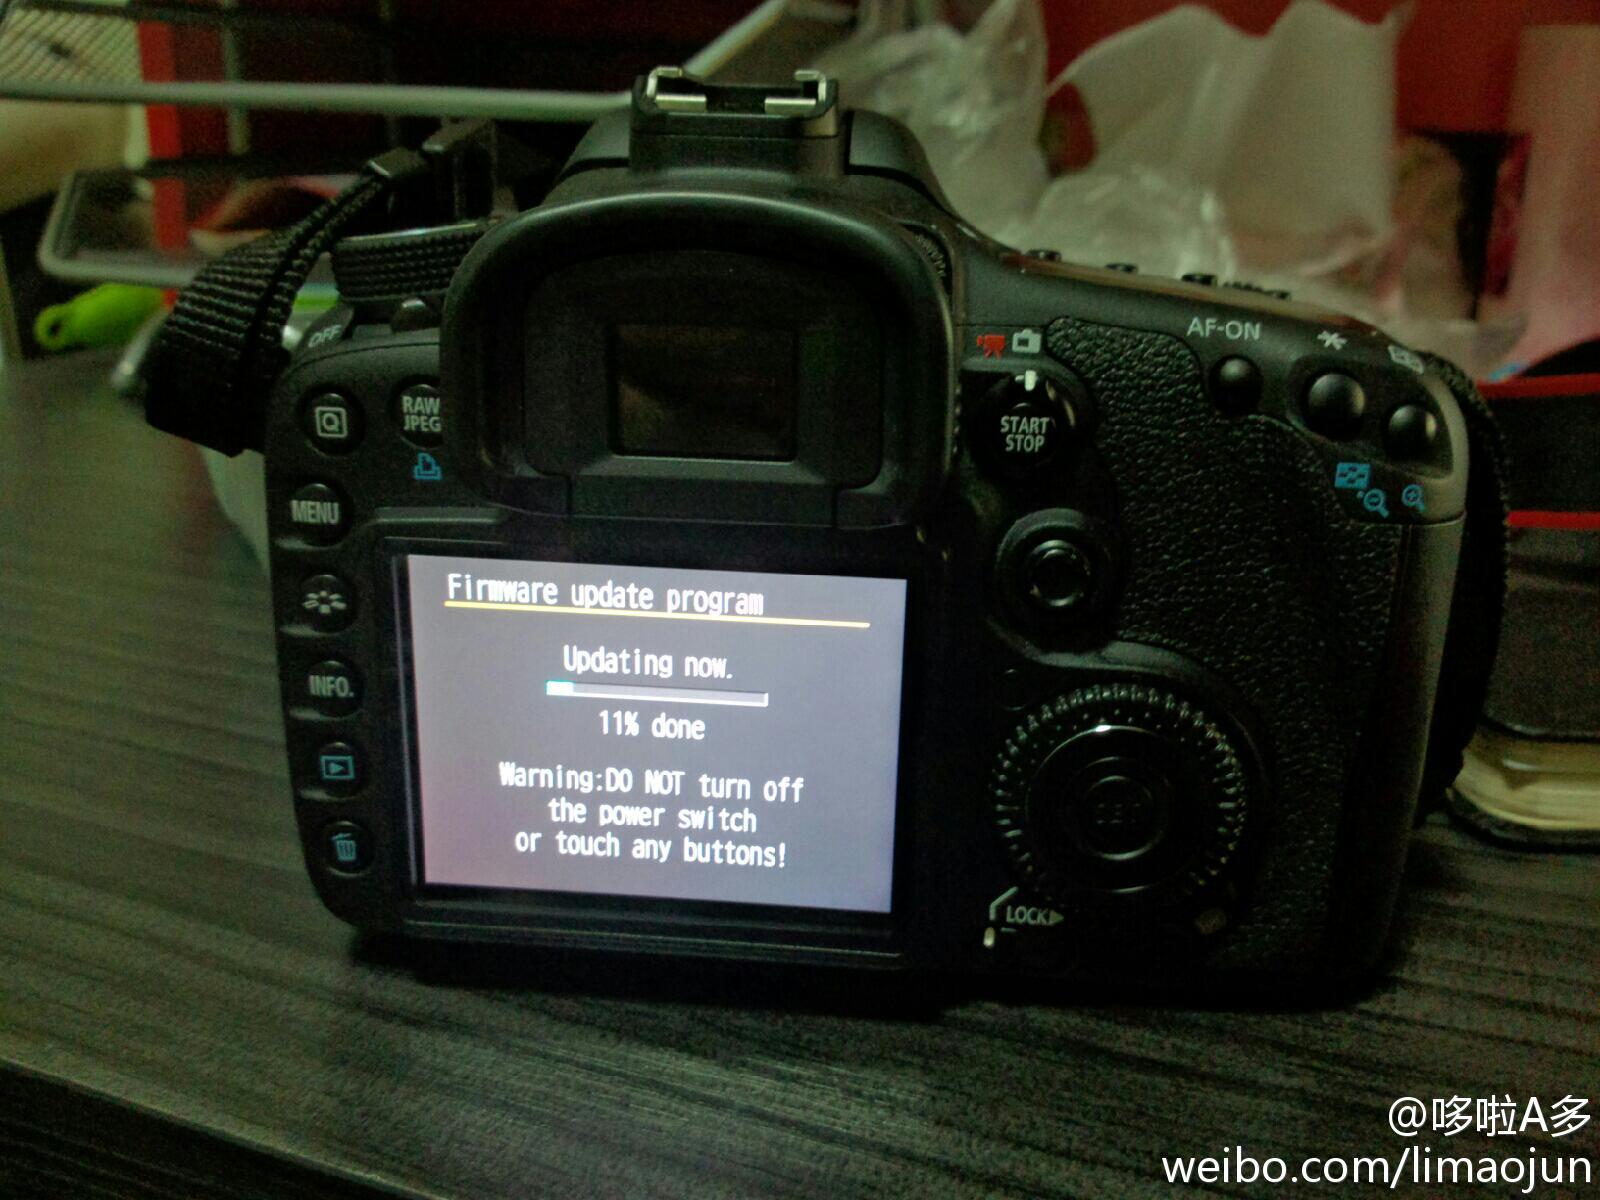 OFF
AF-ON
RAW
JPEG
START
STOP
MENU
Firmware update program
Updating now.
11% done
INFO.
Warning:DO NOT turn off
the power switch
or touch any buttons!
SET
LOCK
@哆啦A多
weibo.com/limaojun